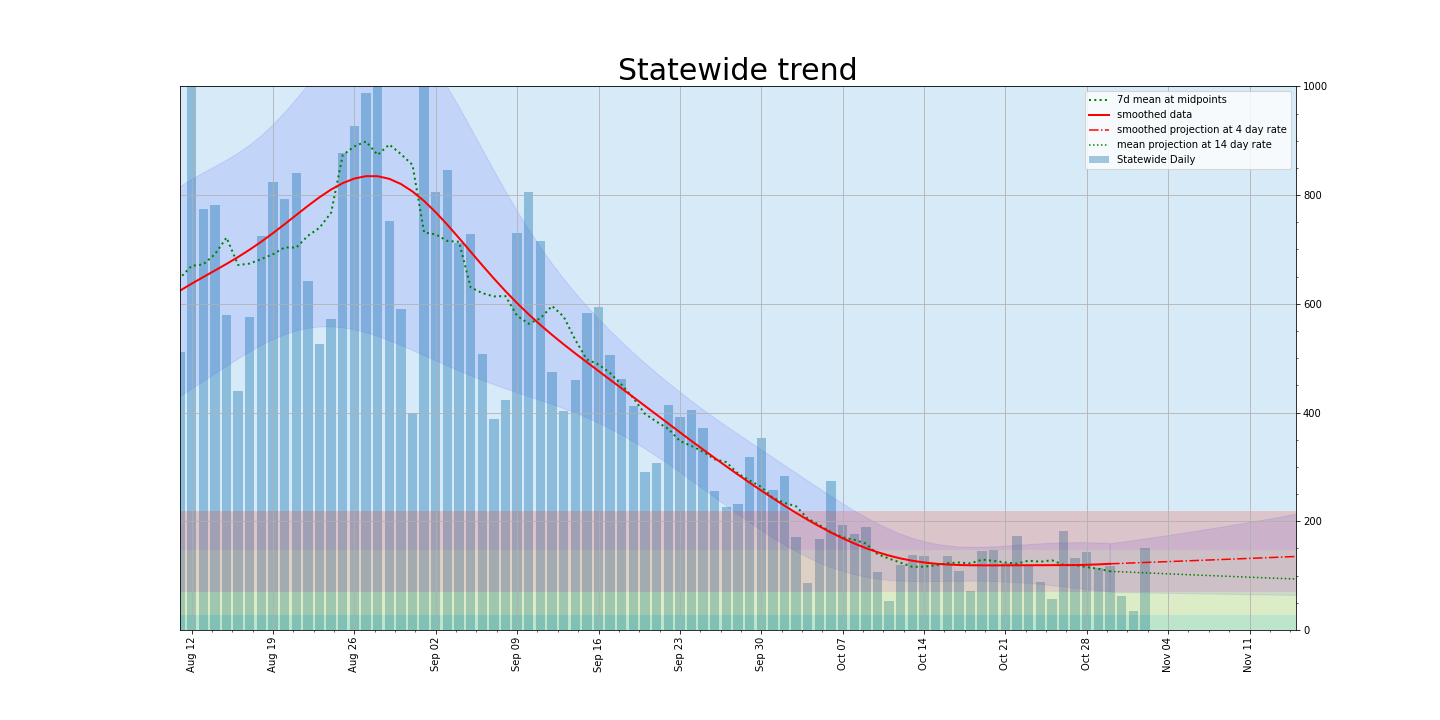 Statewide trend
7d mean at midpoints
smoothed data
smoothed projection at 4 day rate
mean projection at 14 day rate
Statewide Daily
1000
800
600
400
200
0
Aug 12
Aug 19
Aug 26
Sep 02
Sep 09
Sep 16
Sep 23
Sep 30
Oct 07
Oct 14
Oct 21
Oct 28
Nov 04
Nov 11